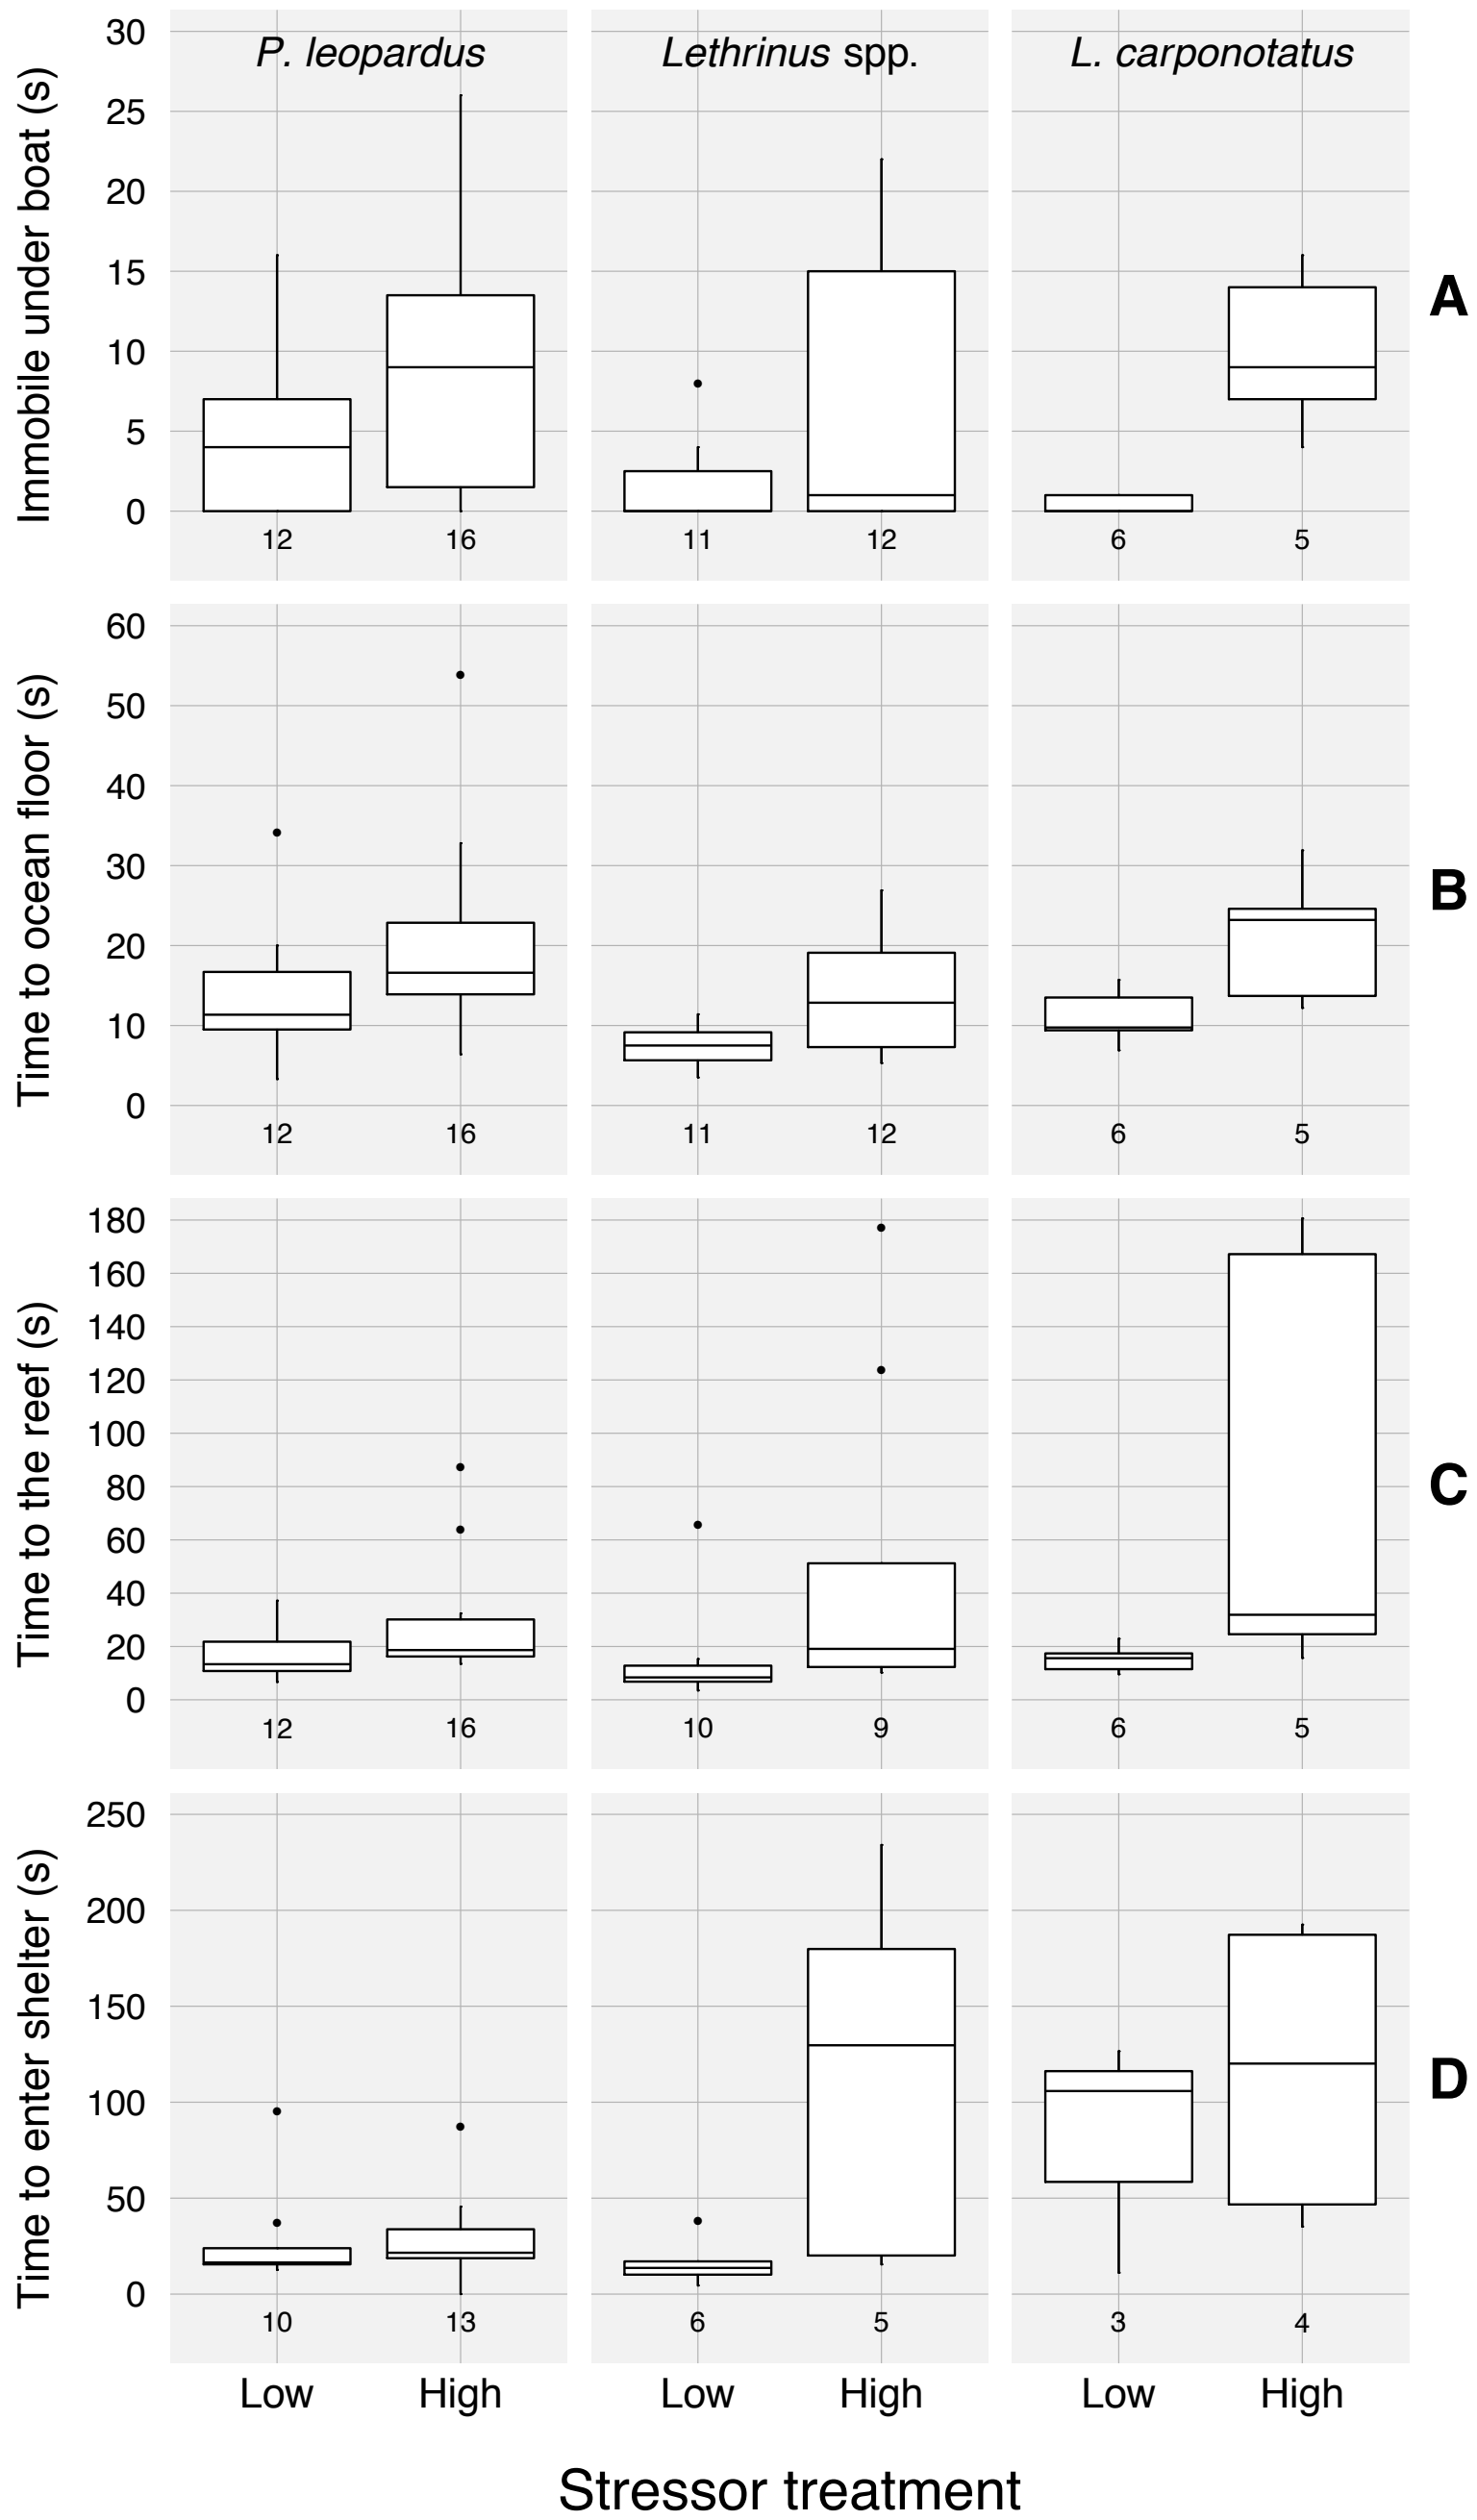 P. leopardus Lethrinus spp. L. carponotatus
Immobile under boat (s)
30
25
20
15
10
5
0
12 16 11 12 6 5
A
Time to ocean floor (s)
60
50
40
30
20
10
0
12 16 11 12 6 5
B
Time to the reef (s)
180
160
140
120
100
80
60
40
20
0
12 16 10 9 6 5
C
Time to enter shelter (s)
250
200
150
100
50
0
10 13 6 5 3 4
D
Low High Low High Low High
Stressor treatment